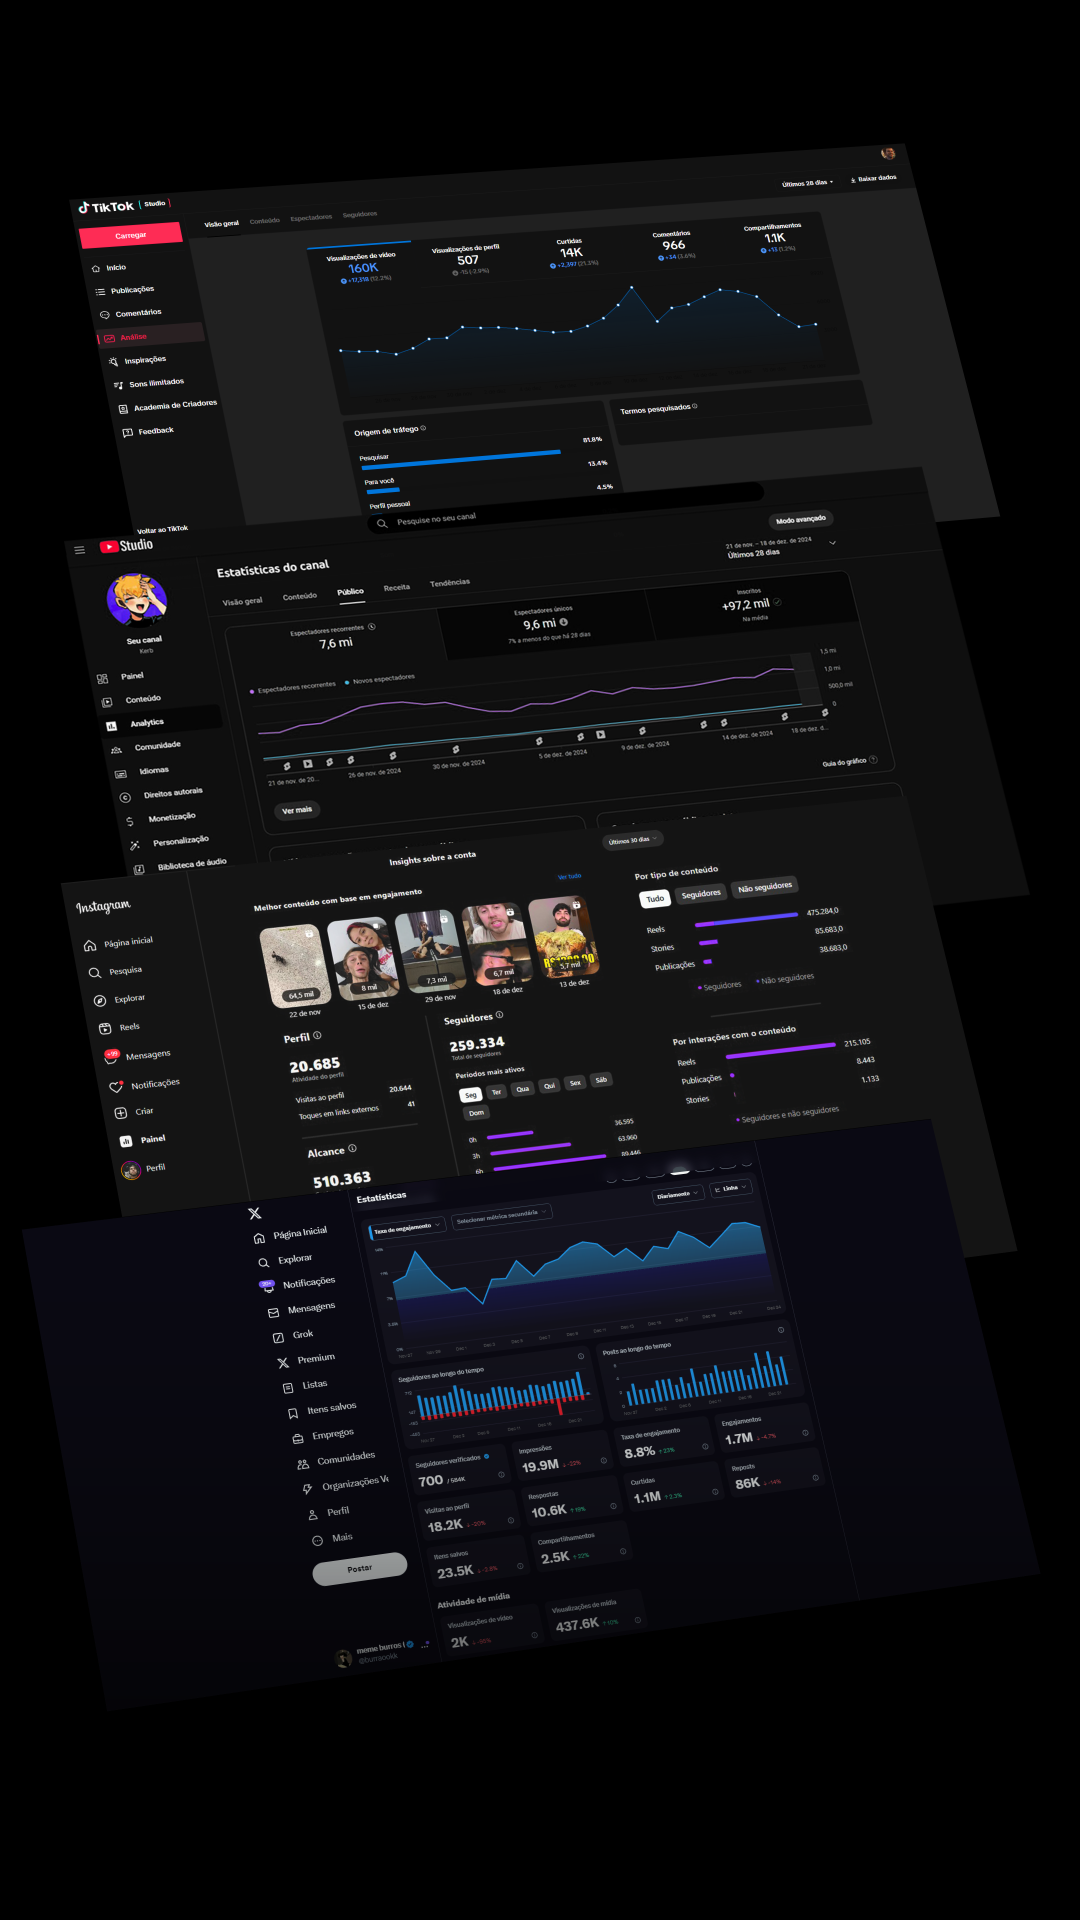 TikTok Studio
Últimos 28 dias
Baixar dados
Carregar
Visão geral
Conteúdo
Espectadores
Seguidores
Início
Publicações
Comentários
Análise
Inspirações
Sons ilimitados
Academia de Criadores
Feedback
Voltar ao TikTok
Visualizações de vídeo
160K
+17,318 (12.2%)
Visualizações de perfil
507
-15 (-2.9%)
Curtidas
14K
+2,397 (21.3%)
Comentários
966
+34 (3.6%)
Compartilhamentos
1.1K
+13 (1.2%)
Origem de tráfego
Pesquisar
81.8%
Para você
13.4%
Perfil pessoal
4.5%
Termos pesquisados
Studio
Pesquise no seu canal
Modo avançado
Seu canal
Kerb
Painel
Conteúdo
Analytics
Comunidade
Idiomas
Direitos autorais
Monetização
Personalização
Biblioteca de áudio
Estatísticas do canal
21 de nov. – 18 de dez. de 2024
Últimos 28 dias
Visão geral
Conteúdo
Público
Receita
Tendências
Espectadores recorrentes
7,6 mi
Espectadores únicos
9,6 mi
7% a menos do que há 28 dias
Inscritos
+97,2 mil
Na média
Espectadores recorrentes
Novos espectadores
1,5 mi
1,0 mi
500,0 mil
0
21 de nov. de 20...
26 de nov. de 2024
30 de nov. de 2024
5 de dez. de 2024
9 de dez. de 2024
14 de dez. de 2024
18 de dez. d...
Guia do gráfico
Ver mais
Instagram
Página inicial
Pesquisa
Explorar
Reels
+99
Mensagens
Notificações
Criar
Painel
Perfil
Insights sobre a conta
Últimos 30 dias
Melhor conteúdo com base em engajamento
Ver tudo
64,5 mil
22 de nov
8 mil
15 de dez
7,3 mil
29 de nov
6,7 mil
18 de dez
5,7 mil
13 de dez
Por tipo de conteúdo
Tudo
Seguidores
Não seguidores
Reels
475.284,0
Stories
85.683,0
Publicações
38.683,0
Seguidores
Não seguidores
Perfil
20.685
Atividade do perfil
Visitas ao perfil
20.644
Toques em links externos
41
Alcance
510.363
Seguidores
259.334
Total de seguidores
Períodos mais ativos
Seg
Ter
Qua
Qui
Sex
Sáb
Dom
0h
36.595
3h
63.960
6h
89.446
Por interações com o conteúdo
Reels
215.105
Publicações
8.443
Stories
1.133
Seguidores e não seguidores
Página Inicial
Explorar
Notificações
Mensagens
Grok
Premium
Listas
Itens salvos
Empregos
Comunidades
Organizações Ve
Perfil
Mais
Postar
meme burros
@burracokk
Estatísticas
Taxa de engajamento
Selecionar métrica secundária
Diariamente
Linha
Seguidores ao longo do tempo
Posts ao longo do tempo
Seguidores verificados
700 / 584K
Impressões
19.9M
Taxa de engajamento
8.8% 23%
Engajamentos
1.7M -4.7%
Visitas ao perfil
18.2K -20%
Respostas
10.6K 19%
Curtidas
1.1M 2.3%
Reposts
86K -14%
Itens salvos
23.5K
Compartilhamentos
2.5K 32%
Atividade de mídia
Visualizações de vídeo
2K
Visualizações de mídia
437.6K 10%